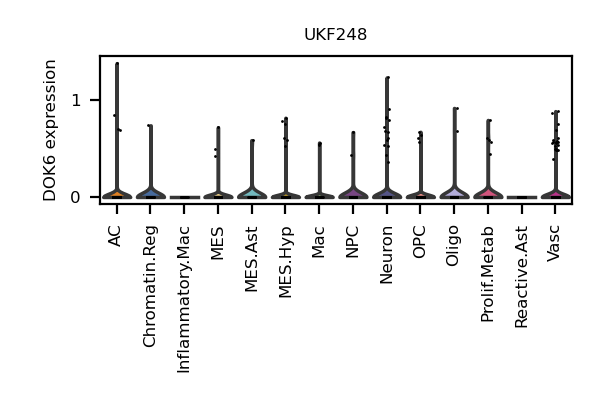 UKF248
DOK6 expression
1
0
AC
Chromatin.Reg
Inflammatory.Mac
MES
MES.Ast
MES.Hyp
Mac
NPC
Neuron
OPC
Oligo
Prolif.Metab
Reactive.Ast
Vasc